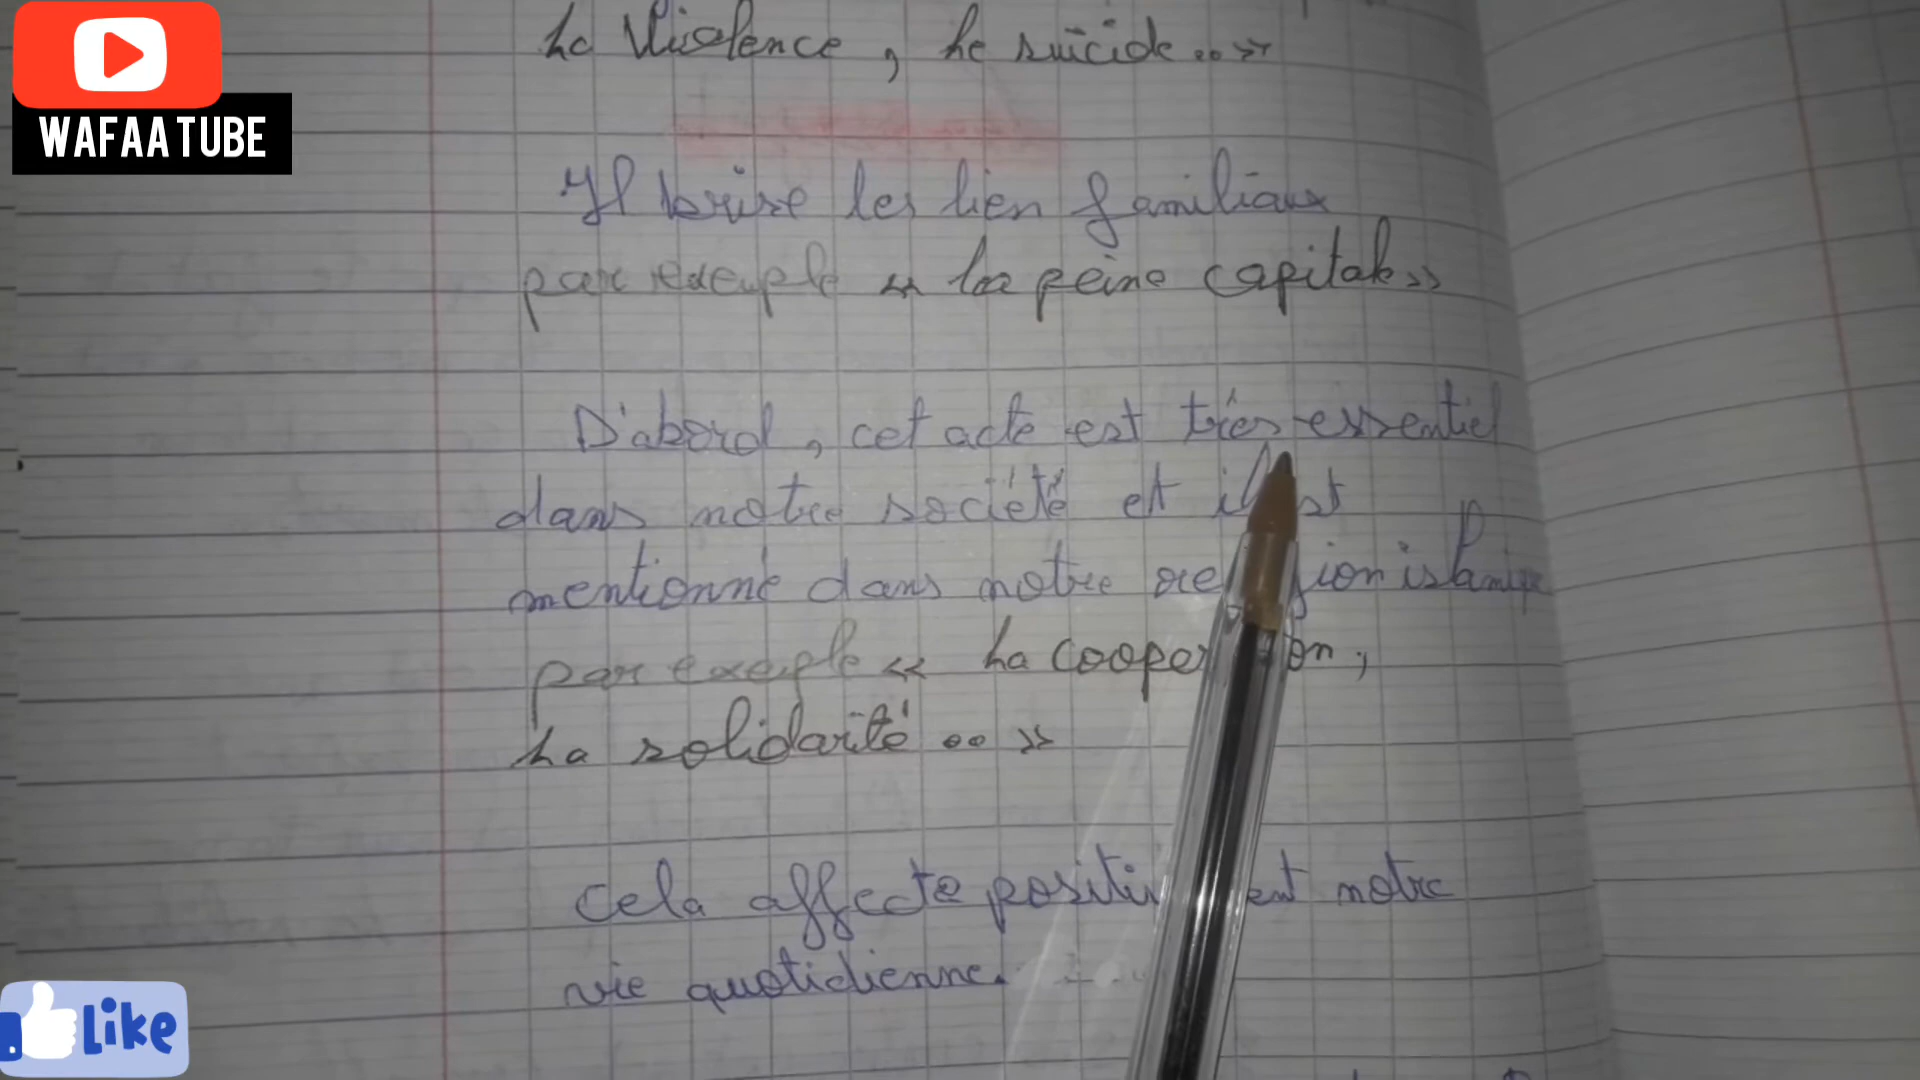 WAFAA TUBE
La Violence, Le suicide..»
Il brise les lien familiaux
par exemple « La peine capitale»
D'abord, cet acte est très essentiel
dans notre société et il est
mentionné dans notre religion islamique
par exemple « La cooperation,
La solidarité .. »
Cela affecte positivement notre
vie quotidienne.
Like